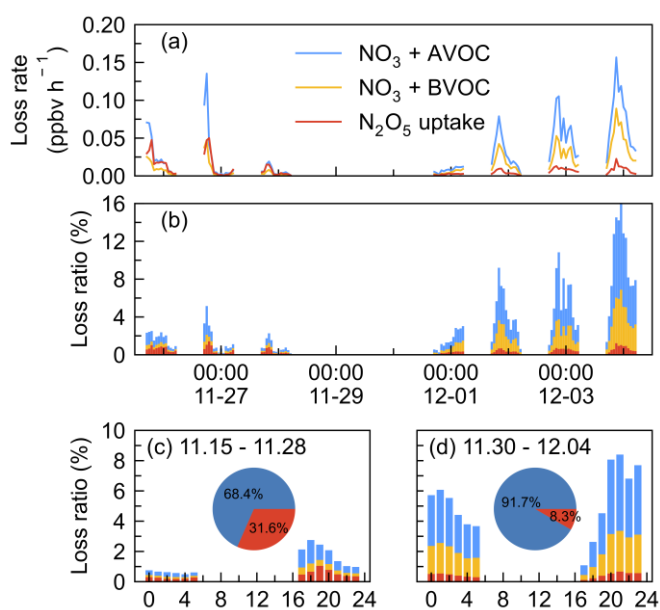 (a)
NO₃ + AVOC
NO₃ + BVOC
N₂O₅ uptake
Loss rate
(ppbv h⁻¹)
0.20
0.15
0.10
0.05
0.00
(b)
Loss ratio (%)
16
12
8
4
0
00:00 00:00 00:00 00:00
11-27 11-29 12-01 12-03
(c) 11.15 - 11.28
Loss ratio (%)
10
8
6
4
2
0
68.4%
31.6%
0 4 8 12 16 20 24
(d) 11.30 - 12.04
91.7%
8.3%
0 4 8 12 16 20 24